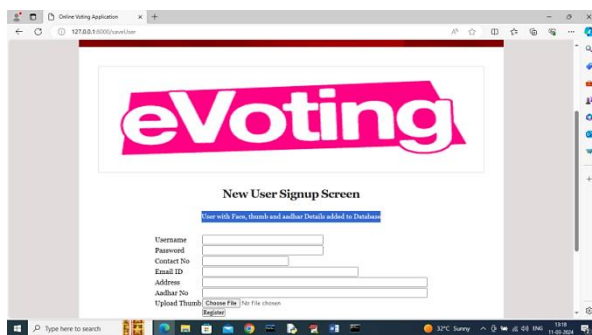 Online Voting Application
127.0.0.1:8000/saveUser
eVoting
New User Signup Screen
User with Face, thumb and aadhar Details added to Database
Username
Password
Contact No
Email ID
Address
Aadhar No
Upload Thumb Choose File No file chosen
Register
Type here to search
32°C Sunny
ENG
13:18
11-03-2024